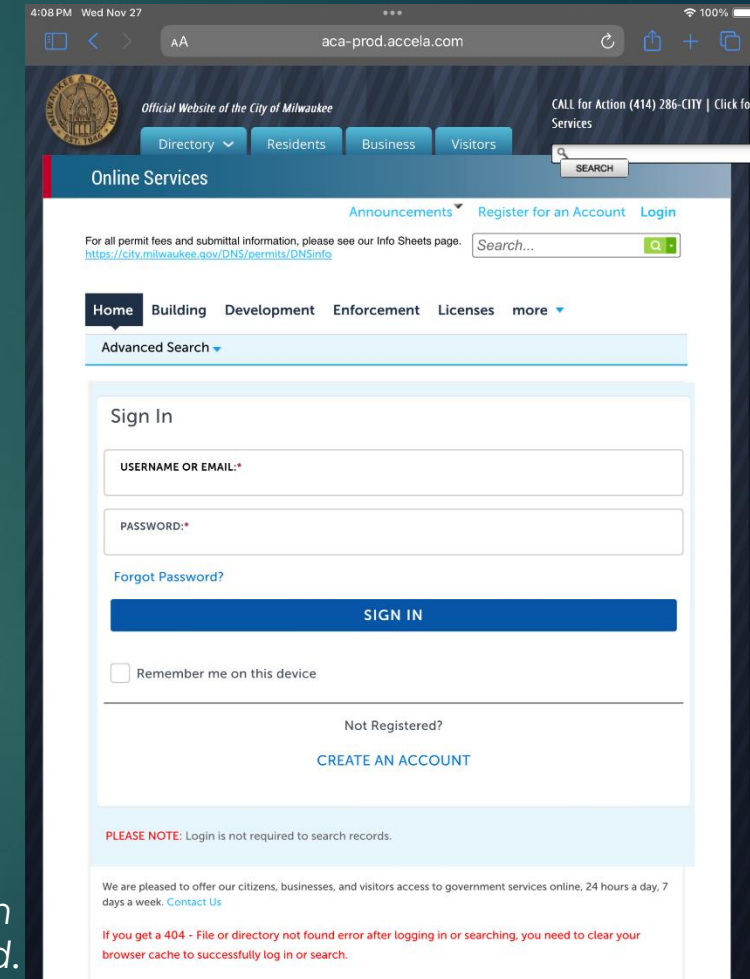 4:08 PM Wed Nov 27
100%
AA
aca-prod.accela.com
Official Website of the City of Milwaukee
CALL for Action (414) 286-CITY | Click fo
Services
Directory
Residents
Business
Visitors
SEARCH
Online Services
Announcements
Register for an Account
Login
For all permit fees and submittal information, please see our Info Sheets page.
https://city.milwaukee.gov/DNS/permits/DNSinfo
Search...
Home Building Development Enforcement Licenses more
Advanced Search
Sign In
USERNAME OR EMAIL:*
PASSWORD:*
Forgot Password?
SIGN IN
Remember me on this device
Not Registered?
CREATE AN ACCOUNT
PLEASE NOTE: Login is not required to search records.
We are pleased to offer our citizens, businesses, and visitors access to government services online, 24 hours a day, 7
days a week. Contact Us
If you get a 404 - File or directory not found error after logging in or searching, you need to clear your
browser cache to successfully log in or search.